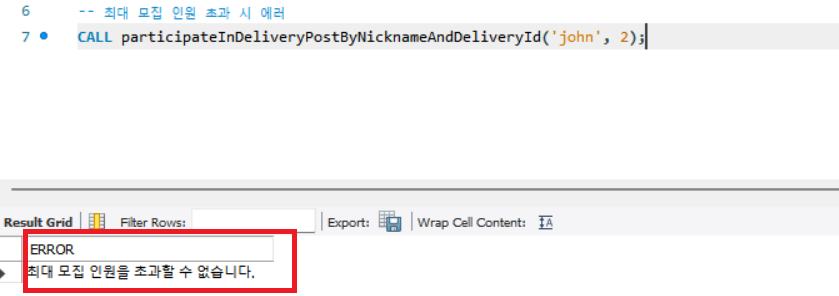 6 -- 최대 모집 인원 초과 시 에러
7 CALL participateInDeliveryPostByNicknameAndDeliveryId('john', 2);
Result Grid Filter Rows: Export: Wrap Cell Content: IA
ERROR
최대 모집 인원을 초과할 수 없습니다.